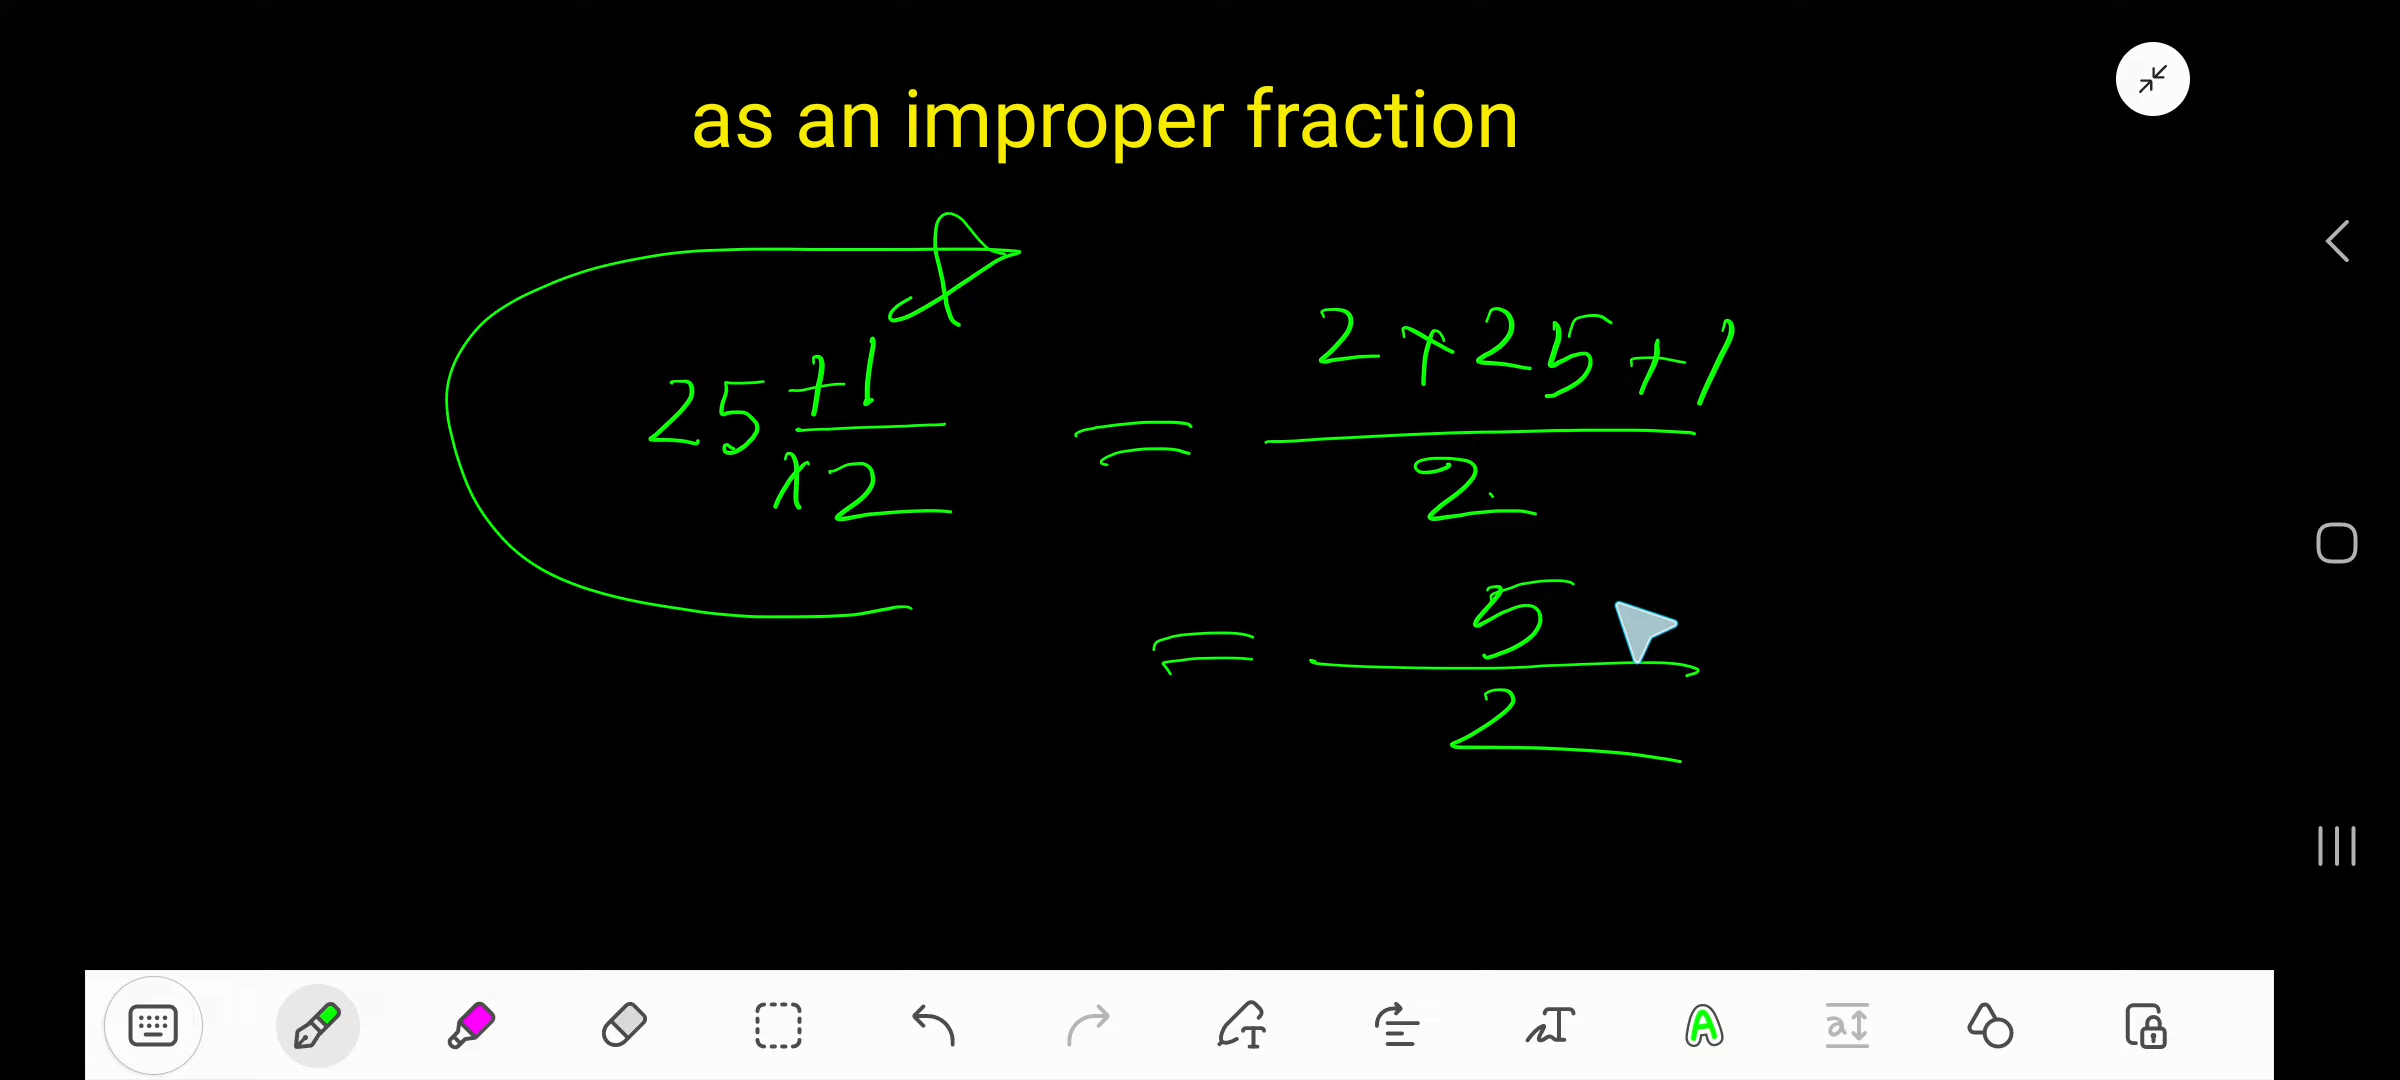 as an improper fraction
25 +1 / ×2 = 2×25+1 / 2
= 5 / 2